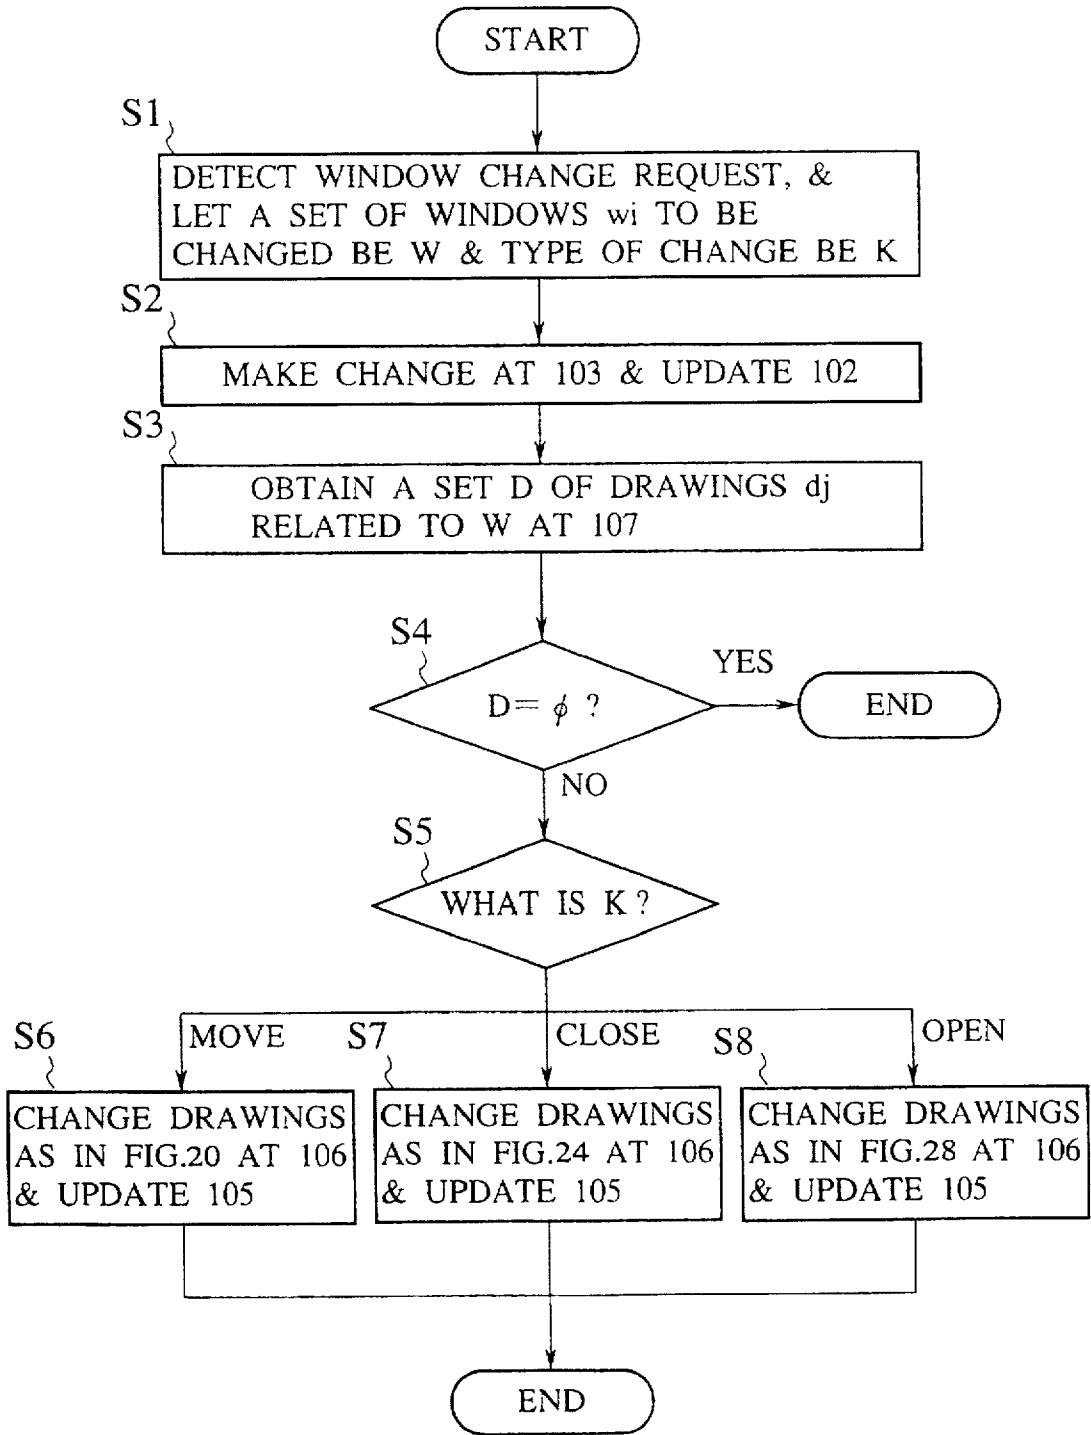 START
S1
DETECT WINDOW CHANGE REQUEST, &
LET A SET OF WINDOWS wi TO BE
CHANGED BE W & TYPE OF CHANGE BE K
S2
MAKE CHANGE AT 103 & UPDATE 102
S3
OBTAIN A SET D OF DRAWINGS dj
RELATED TO W AT 107
S4
D= ϕ ?
YES
END
NO
S5
WHAT IS K?
S6
MOVE
CHANGE DRAWINGS
AS IN FIG.20 AT 106
& UPDATE 105
S7
CLOSE
CHANGE DRAWINGS
AS IN FIG.24 AT 106
& UPDATE 105
S8
OPEN
CHANGE DRAWINGS
AS IN FIG.28 AT 106
& UPDATE 105
END